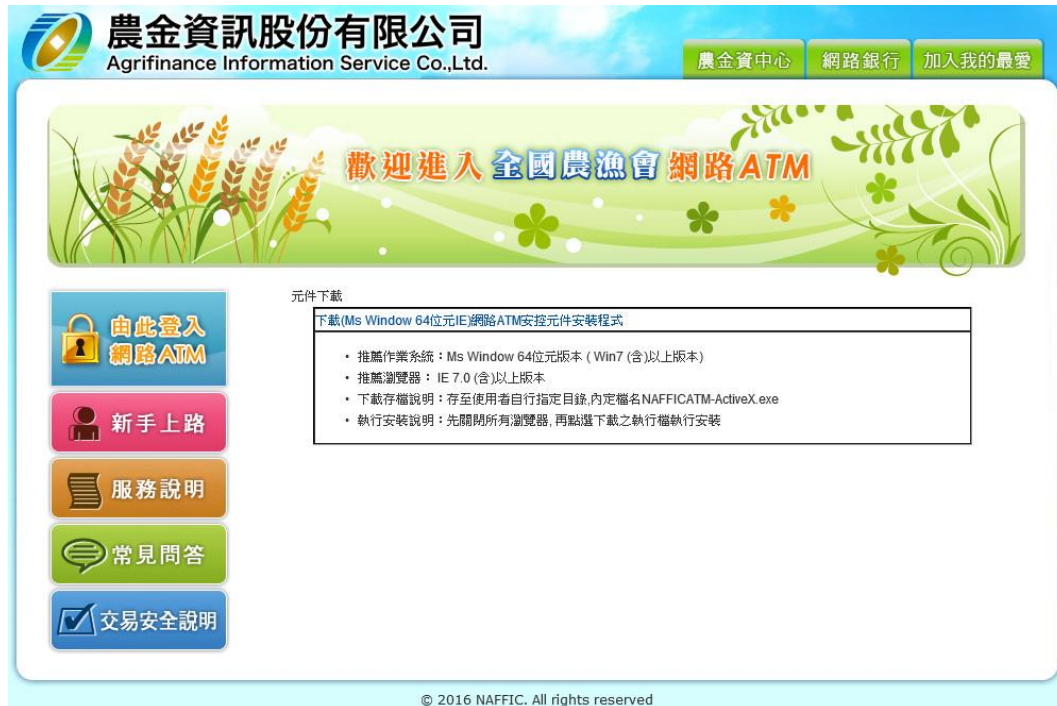 農金資訊股份有限公司
Agrifinance Information Service Co.,Ltd.
農金資中心
網路銀行
加入我的最愛
歡迎進入全國農漁會網路ATM
由此登入
網路ATM
新手上路
服務說明
常見問答
交易安全說明
元件下載
下載(Ms Window 64位元IE)網路ATM安控元件安裝程式
• 推薦作業系統：Ms Window 64位元版本 ( Win7 (含)以上版本)
• 推薦瀏覽器： IE 7.0 (含)以上版本
• 下載存檔說明：存至使用者自行指定目錄,內定檔名NAFFICATM-ActiveX.exe
• 執行安裝說明：先關閉所有瀏覽器, 再點選下載之執行檔執行安裝
© 2016 NAFFIC. All rights reserved